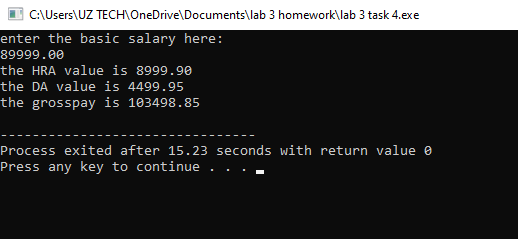 C:\Users\UZ TECH\OneDrive\Documents\lab 3 homework\lab 3 task 4.exe
enter the basic salary here:
89999.00
the HRA value is 8999.90
the DA value is 4499.95
the grosspay is 103498.85
--------------------------------
Process exited after 15.23 seconds with return value 0
Press any key to continue . . .